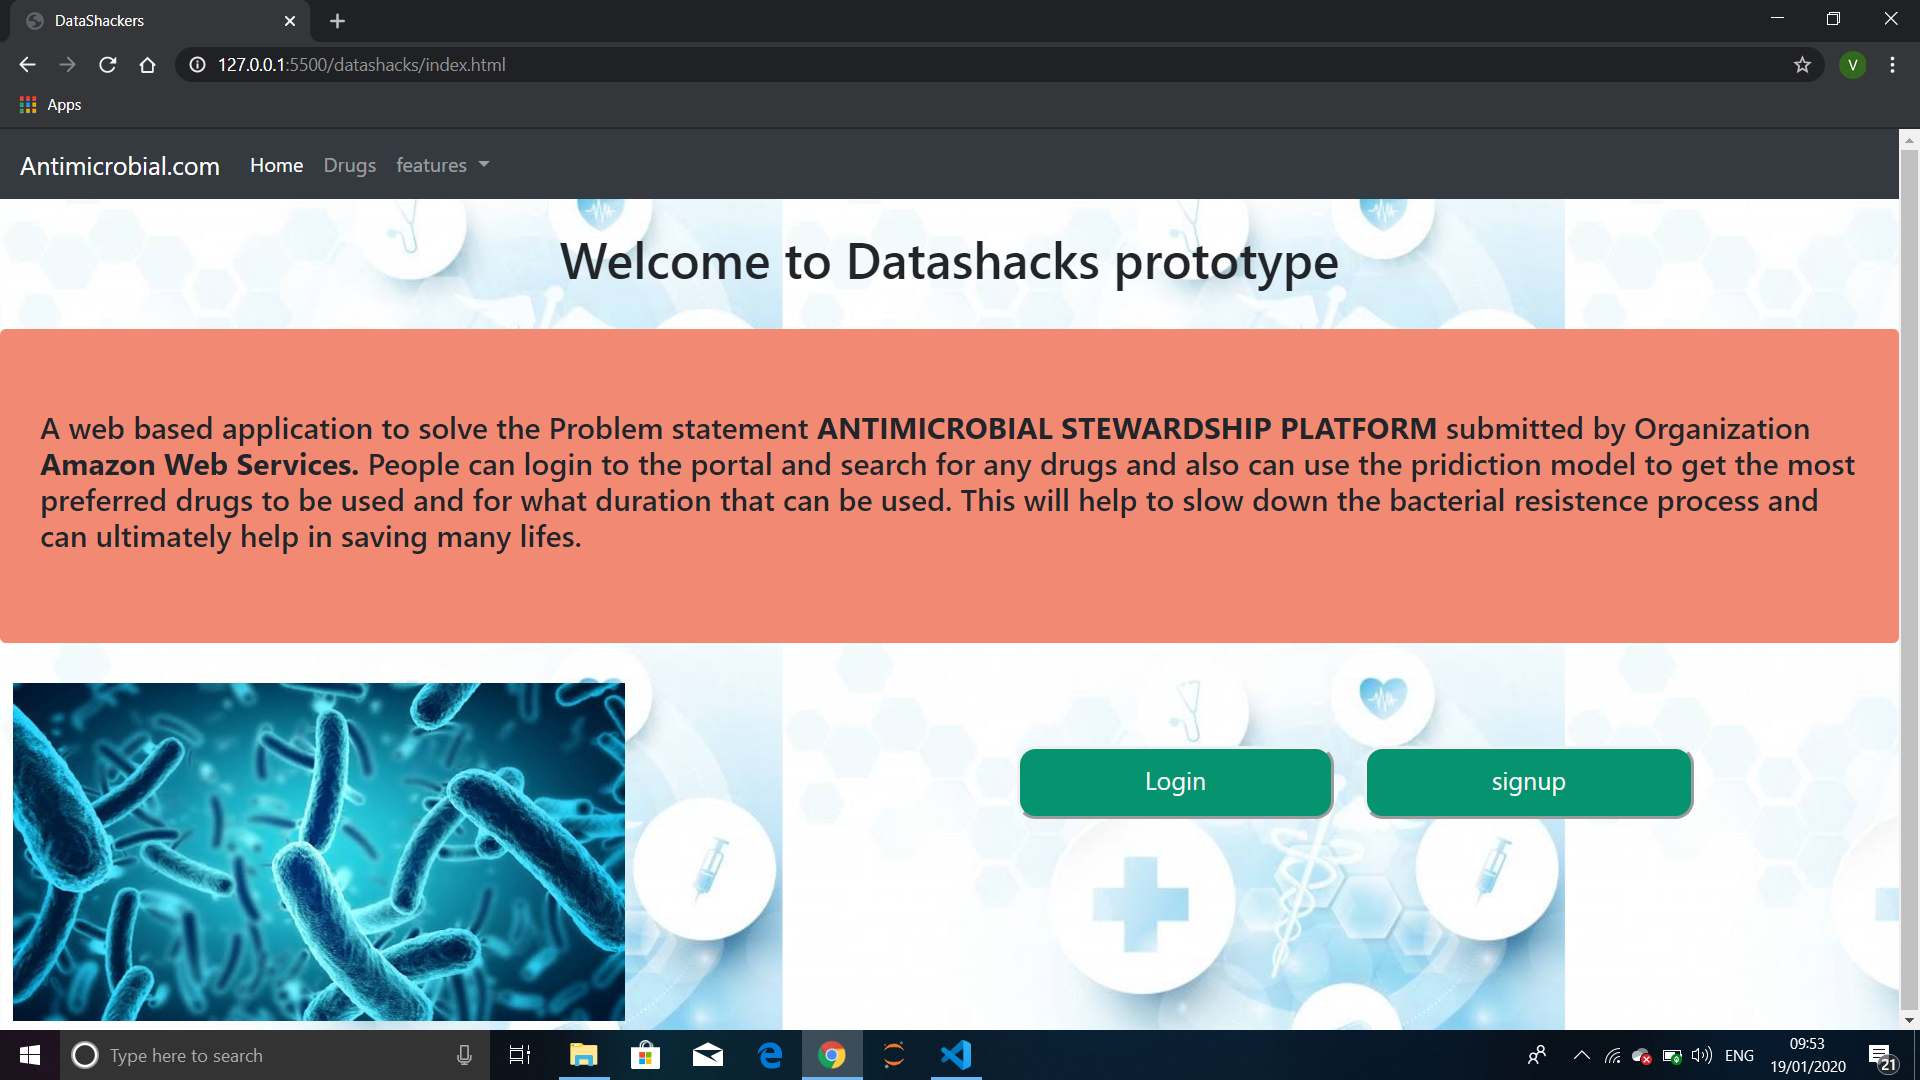 DataShackers
127.0.0.1:5500/datashacks/index.html
V
Apps
Antimicrobial.com Home Drugs features
Welcome to Datashacks prototype
A web based application to solve the Problem statement ANTIMICROBIAL STEWARDSHIP PLATFORM submitted by Organization
Amazon Web Services. People can login to the portal and search for any drugs and also can use the pridiction model to get the most
preferred drugs to be used and for what duration that can be used. This will help to slow down the bacterial resistence process and
can ultimately help in saving many lifes.
Login signup
Type here to search
ENG
09:53
19/01/2020
21